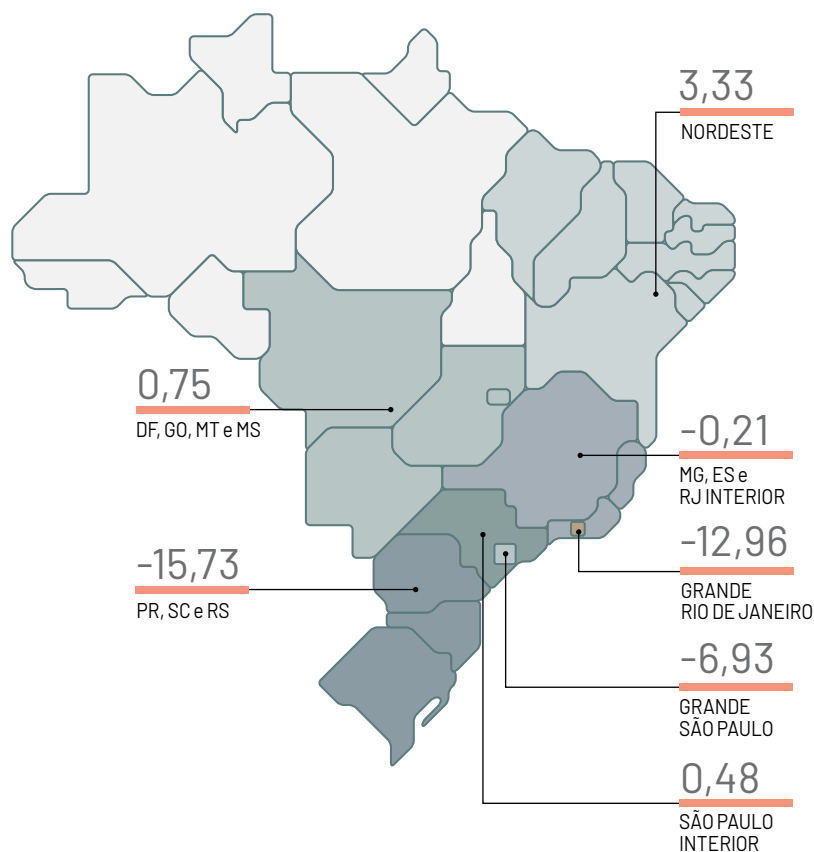 3,33
NORDESTE
0,75
DF, GO, MT e MS
-0,21
MG, ES e
RJ INTERIOR
-12,96
GRANDE
RIO DE JANEIRO
-15,73
PR, SC e RS
-6,93
GRANDE
SÃO PAULO
0,48
SÃO PAULO
INTERIOR